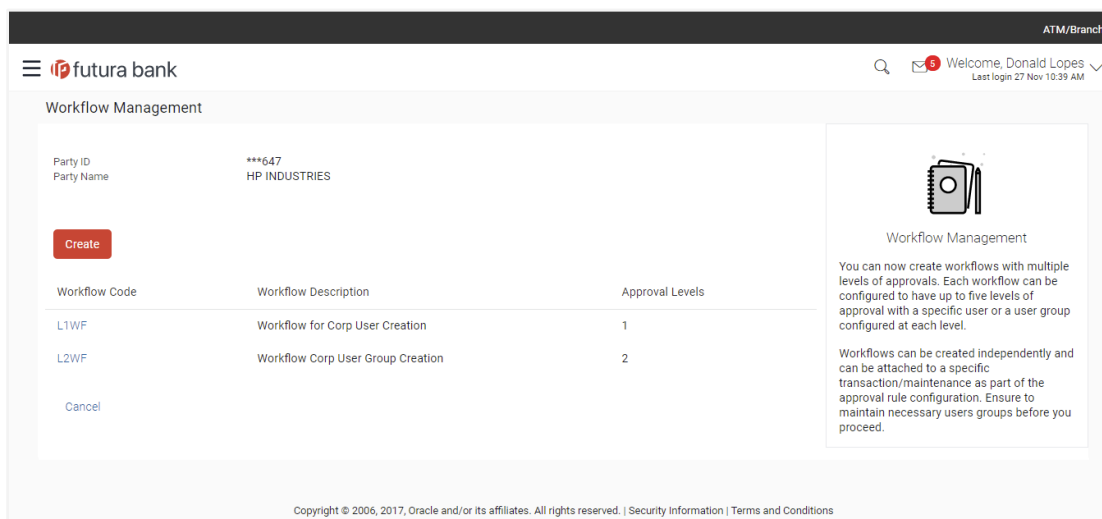 ATM/Branch
futura bank
5
Welcome, Donald Lopes
Last login 27 Nov 10:39 AM
Workflow Management
Party ID ***647
Party Name HP INDUSTRIES
Create
Workflow Code Workflow Description Approval Levels
L1WF Workflow for Corp User Creation 1
L2WF Workflow Corp User Group Creation 2
Cancel
Workflow Management
You can now create workflows with multiple
levels of approvals. Each workflow can be
configured to have up to five levels of
approval with a specific user or a user group
configured at each level.
Workflows can be created independently and
can be attached to a specific
transaction/maintenance as part of the
approval rule configuration. Ensure to
maintain necessary users groups before you
proceed.
Copyright © 2006, 2017, Oracle and/or its affiliates. All rights reserved. | Security Information | Terms and Conditions